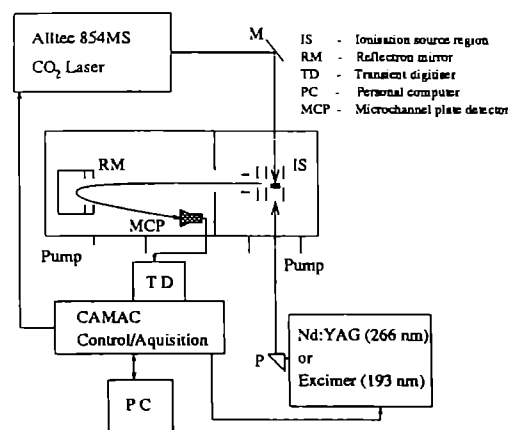 Alltec 854MS
CO2 Laser
M
IS - Ionisation source region
RM - Reflectron mirror
TD - Transient digitiser
PC - Personal computer
MCP - Microchannel plate detector
RM
IS
MCP
Pump
Pump
TD
CAMAC
Control/Aquisition
P
Nd:YAG (266 nm)
or
Excimer (193 nm)
PC